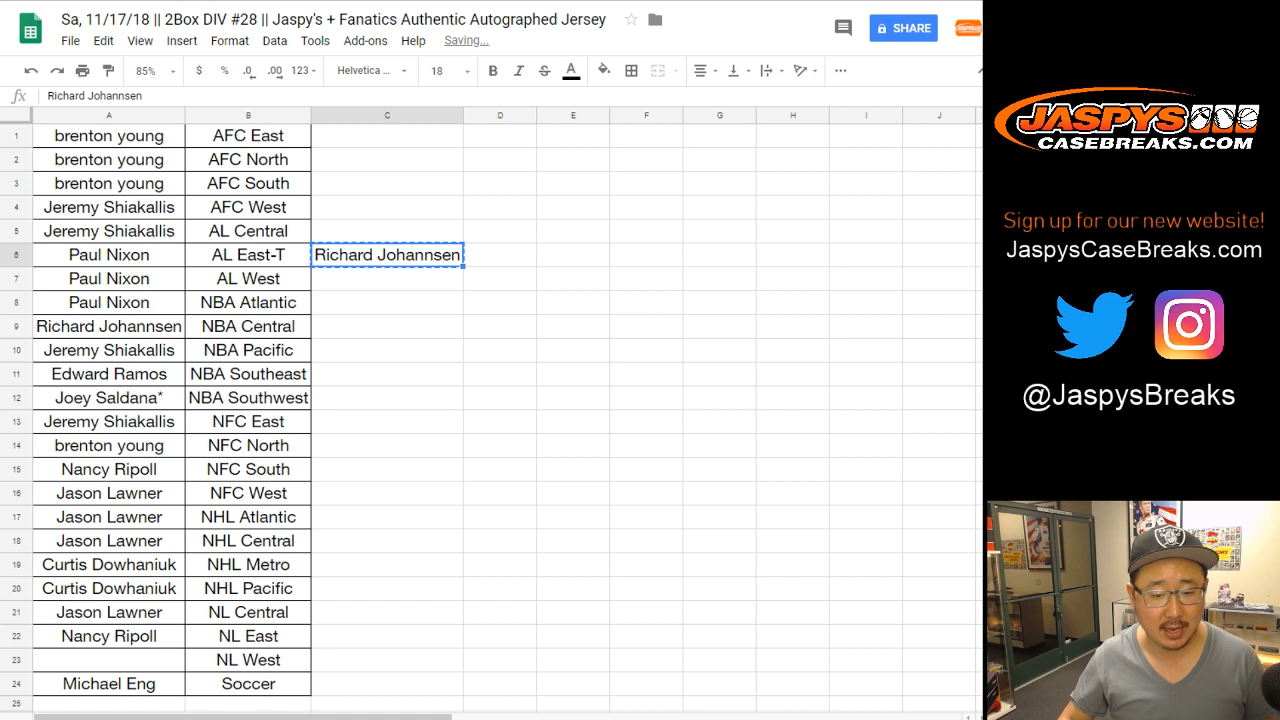 Sa, 11/17/18 || 2Box DIV #28 || Jaspy's + Fanatics Authentic Autographed Jersey
File Edit View Insert Format Data Tools Add-ons Help Saving...
SHARE
85% $ % .0 .00 123 Helvetica ... 18 B I S A
fx Richard Johannsen
A B C D E F G H I J
1 brenton young AFC East
2 brenton young AFC North
3 brenton young AFC South
4 Jeremy Shiakallis AFC West
5 Jeremy Shiakallis AL Central
6 Paul Nixon AL East-T Richard Johannsen
7 Paul Nixon AL West
8 Paul Nixon NBA Atlantic
9 Richard Johannsen NBA Central
10 Jeremy Shiakallis NBA Pacific
11 Edward Ramos NBA Southeast
12 Joey Saldana* NBA Southwest
13 Jeremy Shiakallis NFC East
14 brenton young NFC North
15 Nancy Ripoll NFC South
16 Jason Lawner NFC West
17 Jason Lawner NHL Atlantic
18 Jason Lawner NHL Central
19 Curtis Dowhaniuk NHL Metro
20 Curtis Dowhaniuk NHL Pacific
21 Jason Lawner NL Central
22 Nancy Ripoll NL East
23 NL West
24 Michael Eng Soccer
25
JASPYS
CASEBREAKS.COM
Sign up for our new website!
JaspysCaseBreaks.com
@JaspysBreaks